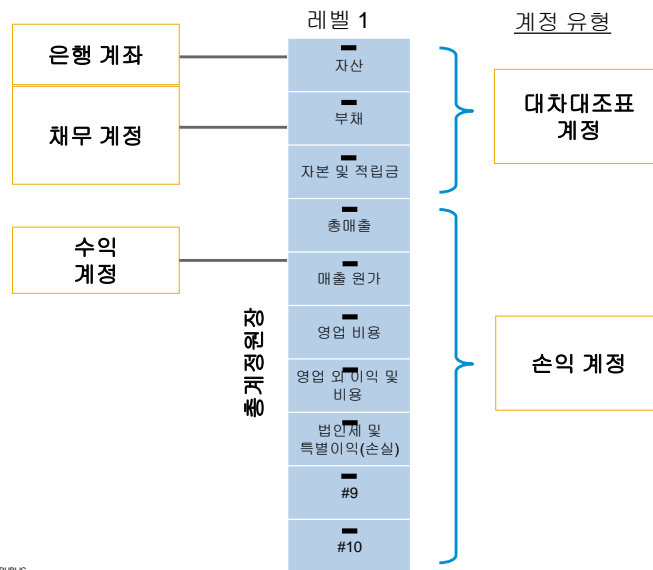 레벨 1
계정 유형
은행 계좌
자산
대차대조표
계정
채무 계정
부채
자본 및 적립금
총매출
수익
계정
매출 원가
총계정원장
영업 비용
영업 외 이익 및
비용
손익 계정
법인세 및
특별이익(손실)
#9
#10